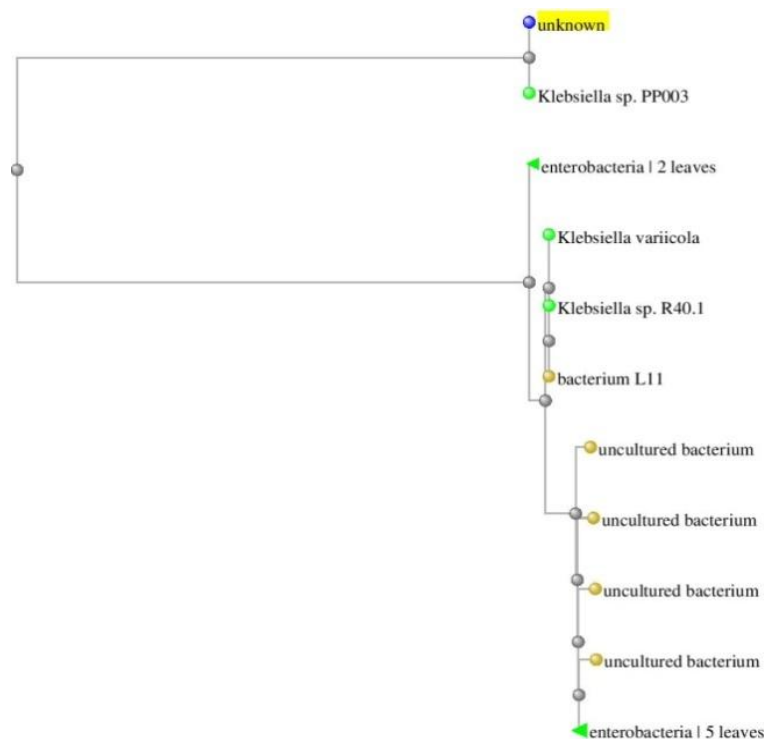 unknown
Klebsiella sp. PP003
enterobacteria | 2 leaves
Klebsiella variicola
Klebsiella sp. R40.1
bacterium L11
uncultured bacterium
uncultured bacterium
uncultured bacterium
uncultured bacterium
enterobacteria | 5 leaves